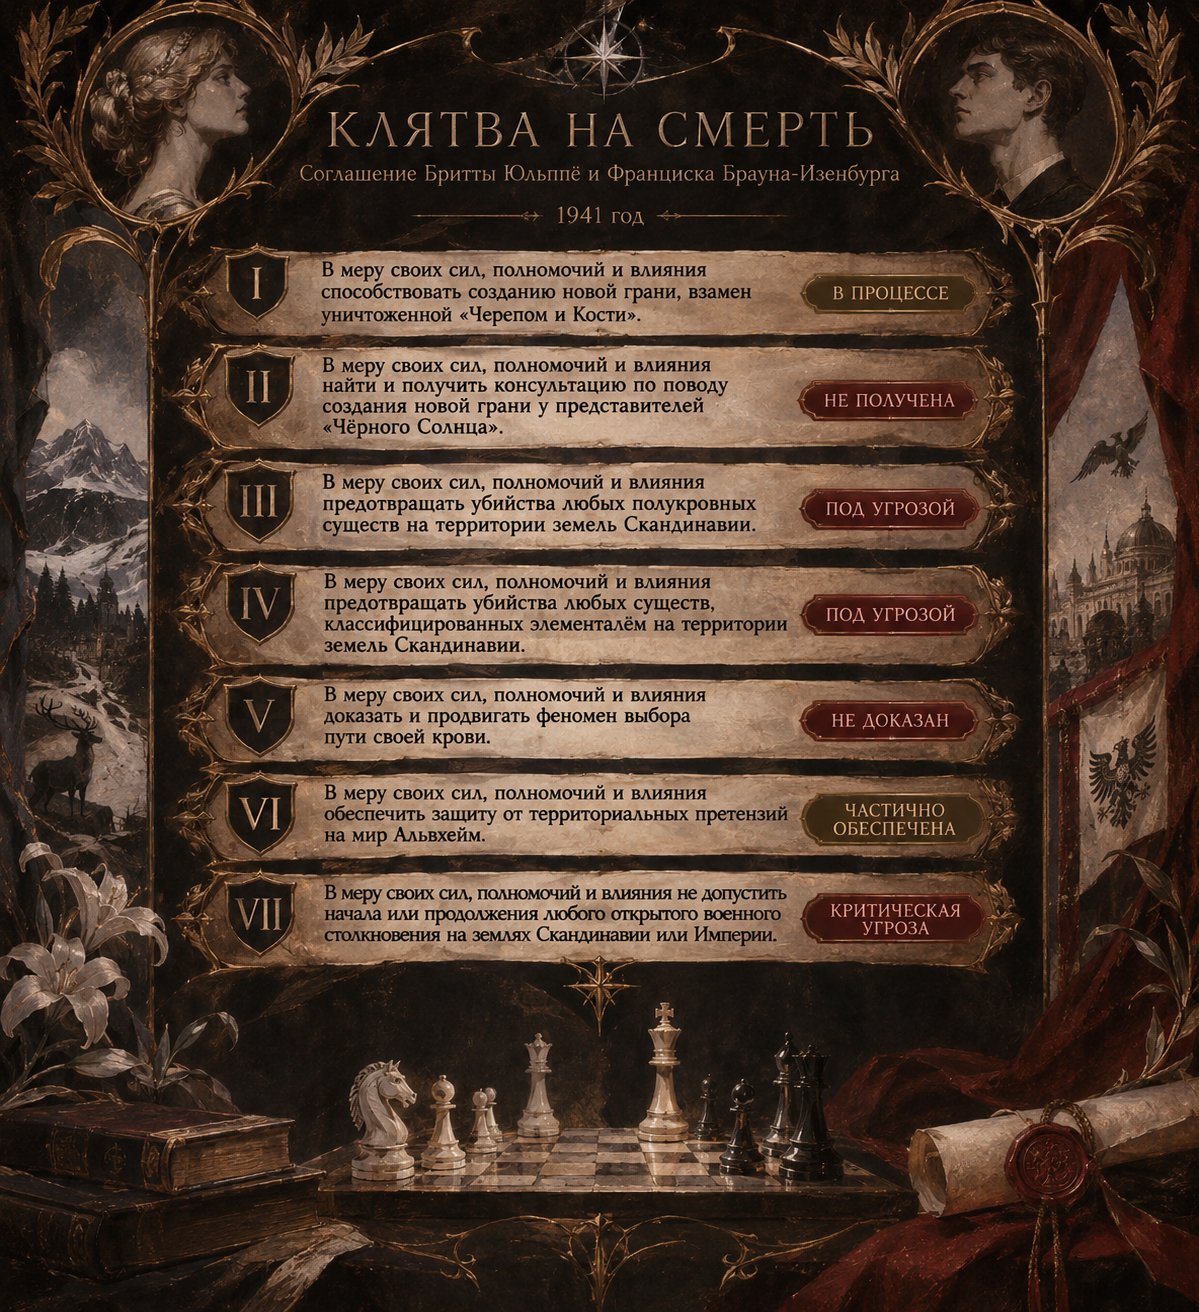 КЛЯТВА НА СМЕРТЬ
Соглашение Бритты Юльппё и Франциска Брауна-Изенбурга
1941 год
I
В меру своих сил, полномочий и влияния
способствовать созданию новой грани, взамен
уничтоженной «Черепом и Кости».
В ПРОЦЕССЕ
II
В меру своих сил, полномочий и влияния
найти и получить консультацию по поводу
создания новой грани у представителей
«Чёрного Солнца».
НЕ ПОЛУЧЕНА
III
В меру своих сил, полномочий и влияния
предотвращать убийства любых полукровных
существ на территории земель Скандинавии.
ПОД УГРОЗОЙ
IV
В меру своих сил, полномочий и влияния
предотвращать убийства любых существ,
классифицированных элементалём на территории
земель Скандинавии.
ПОД УГРОЗОЙ
V
В меру своих сил, полномочий и влияния
доказать и продвигать феномен выбора
пути своей крови.
НЕ ДОКАЗАН
VI
В меру своих сил, полномочий и влияния
обеспечить защиту от территориальных претензий
на мир Альвхейм.
ЧАСТИЧНО
ОБЕСПЕЧЕНА
VII
В меру своих сил, полномочий и влияния не допустить
начала или продолжения любого открытого военного
столкновения на землях Скандинавии или Империи.
КРИТИЧЕСКАЯ
УГРОЗА